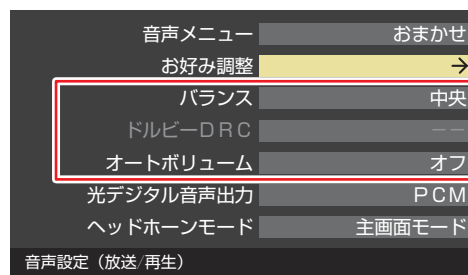 音声メニュー おまかせ
お好み調整 →
バランス 中央
ドルビーＤＲＣ −−
オートボリューム オフ
光デジタル音声出力 ＰＣＭ
ヘッドホーンモード 主画面モード
音声設定（放送/再生）